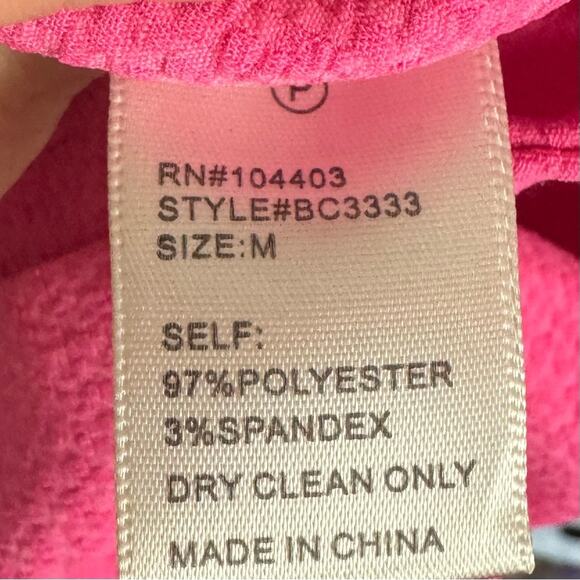 P
RN#104403
STYLE#BC3333
SIZE:M
SELF:
97%POLYESTER
3%SPANDEX
DRY CLEAN ONLY
MADE IN CHINA